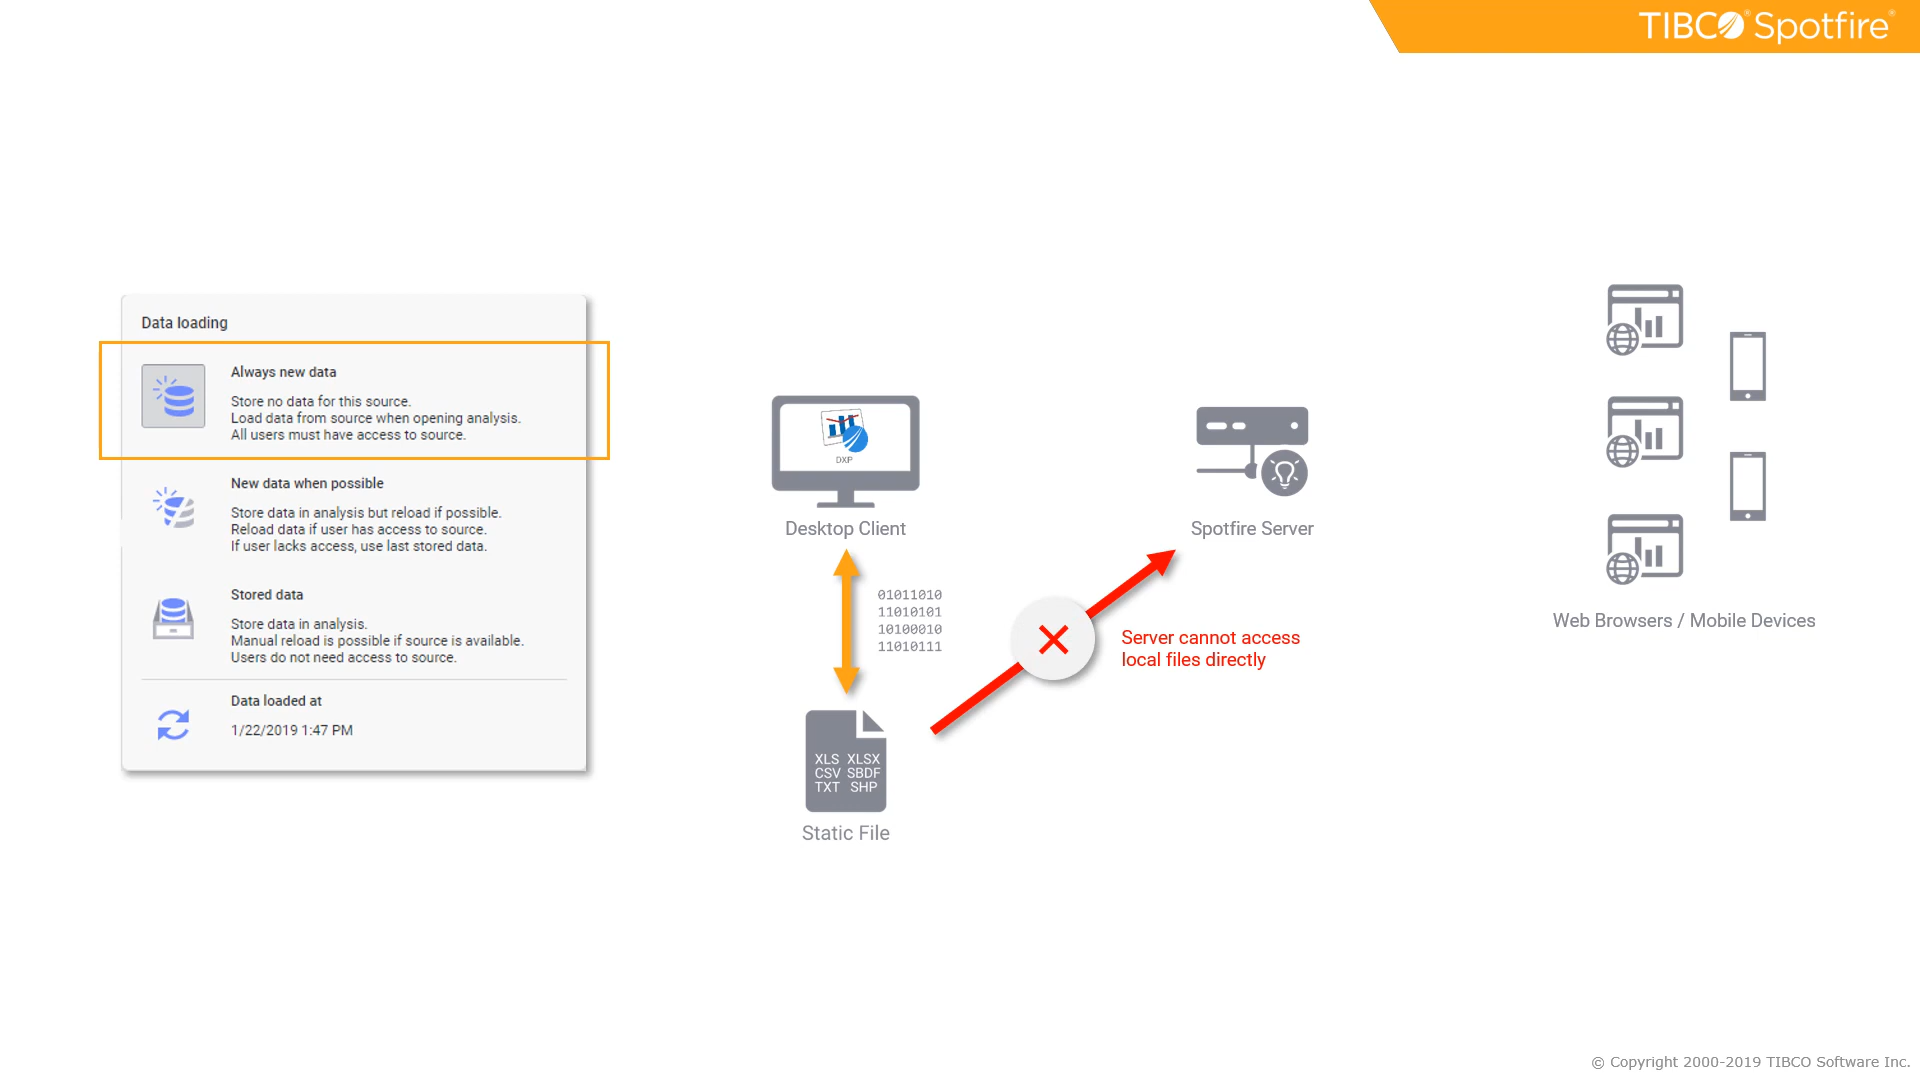 TIBCO® Spotfire®
Data loading
Always new data
Store no data for this source.
Load data from source when opening analysis.
All users must have access to source.
New data when possible
Store data in analysis but reload if possible.
Reload data if user has access to source.
If user lacks access, use last stored data.
Stored data
Store data in analysis.
Manual reload is possible if source is available.
Users do not need access to source.
Data loaded at
1/22/2019 1:47 PM
DXP
Desktop Client
01011010
11010101
10100010
11010111
XLS XLSX
CSV SBDF
TXT SHP
Static File
Spotfire Server
Server cannot access
local files directly
Web Browsers / Mobile Devices
© Copyright 2000-2019 TIBCO Software Inc.